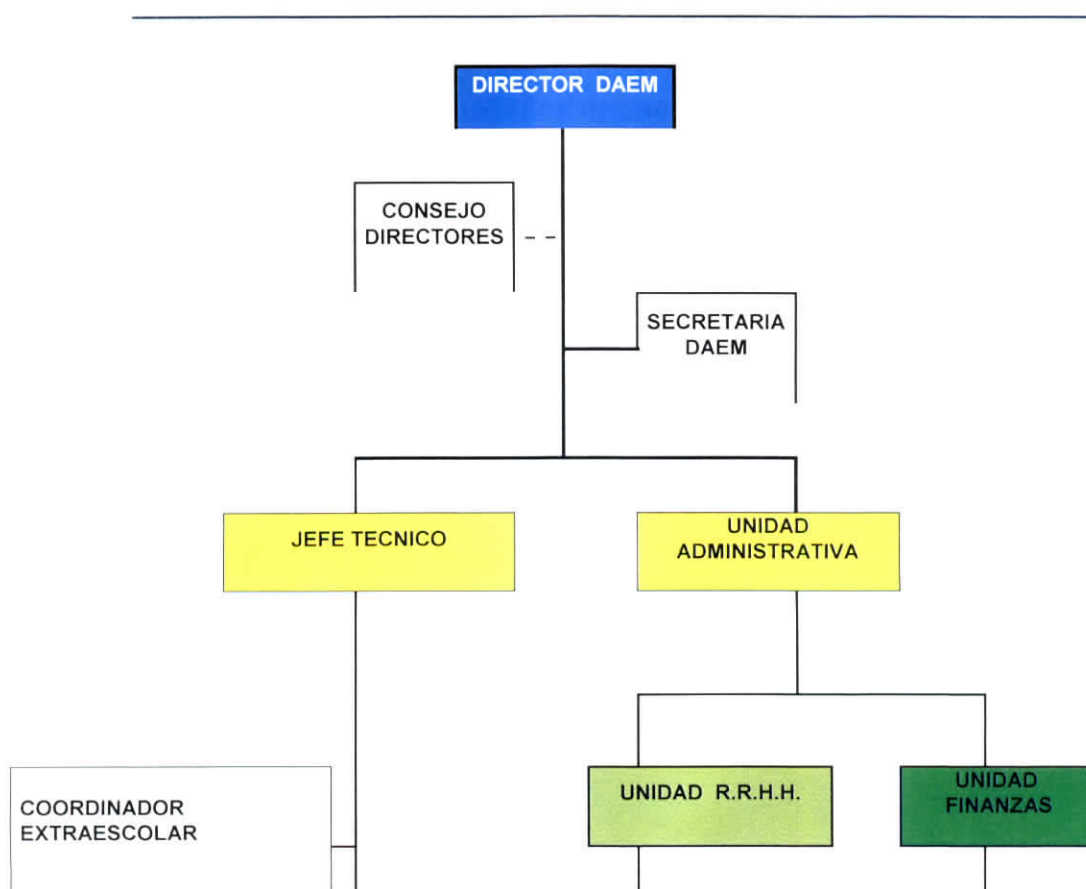 DIRECTOR DAEM
CONSEJO
DIRECTORES
SECRETARIA
DAEM
JEFE TECNICO
UNIDAD
ADMINISTRATIVA
COORDINADOR
EXTRAESCOLAR
UNIDAD R.R.H.H.
UNIDAD
FINANZAS